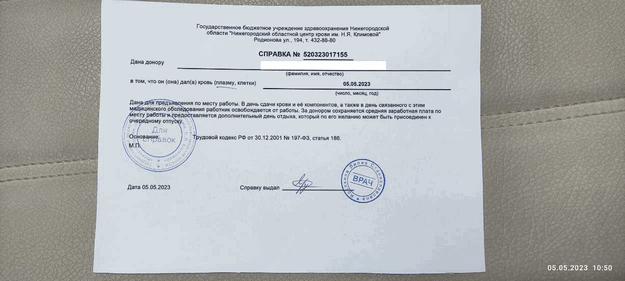 Государственное бюджетное учреждение здравоохранения Нижегородской
области "Нижегородский областной центр крови им. Н.Я. Климовой"
Родионова ул., 194, т. 432-88-80
СПРАВКА № 520323017155
Дана донору
(фамилия, имя, отчество)
в том, что он (она) дал(а) кровь (плазму, клетки) 05.05.2023
(число, месяц, год)
Дана для предъявления по месту работы. В день сдачи крови и её компонентов, а также в день связанного с этим
медицинского обследования работник освобождается от работы. За донором сохраняется средняя заработная плата по
месту работы и предоставляется дополнительный день отдыха, который по его желанию может быть присоединен к
очередному отпуску.
Основание: Трудовой кодекс РФ от 30.12.2001 № 197-ФЗ, статья 186.
М.П.
Для
справок
Дата 05.05.2023 Справку выдал
ВРАЧ
05.05.2023 10:50